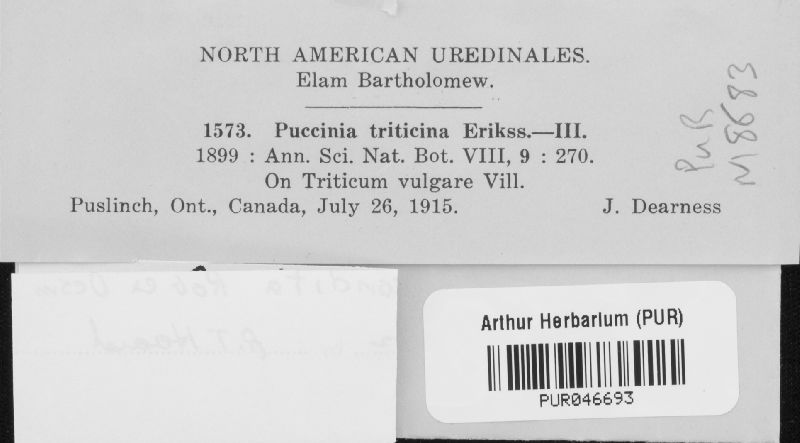 NORTH AMERICAN UREDINALES.
Elam Bartholomew.
1573. Puccinia triticina Erikss.—III.
1899 : Ann. Sci. Nat. Bot. VIII, 9 : 270.
On Triticum vulgare Vill.
Puslinch, Ont., Canada, July 26, 1915. J. Dearness
PUR
M8683
Arthur Herbarium (PUR)
PUR046693